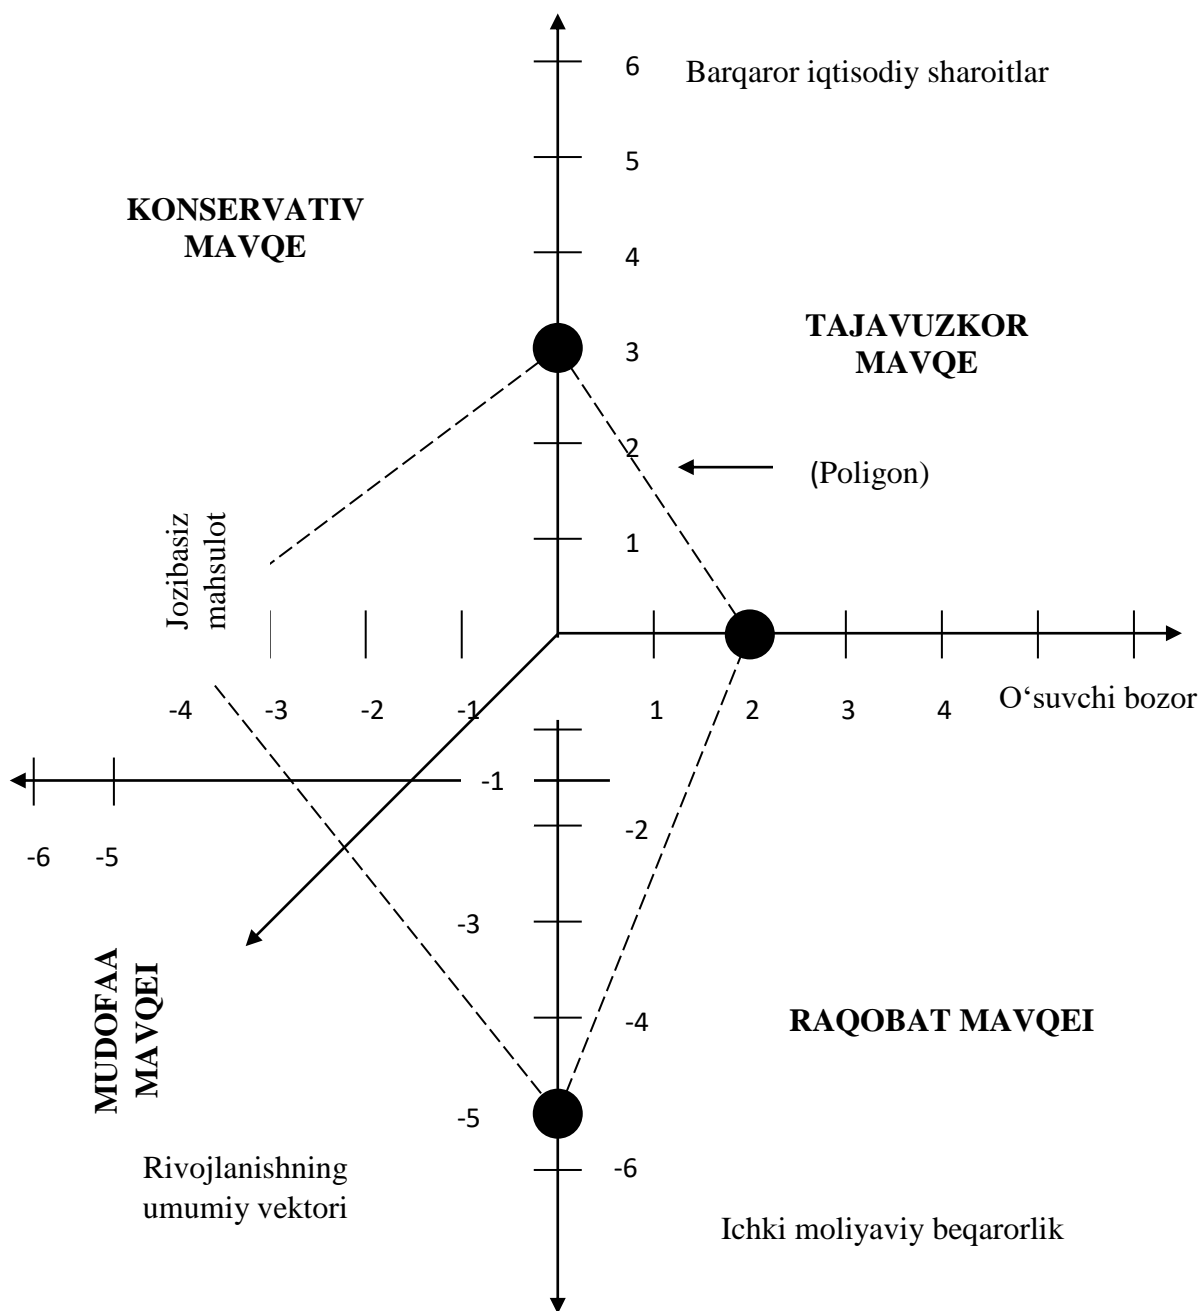 6 Barqaror iqtisodiy sharoitlar
5
KONSERVATIV
MAVQE
4
TAJAVUZKOR
MAVQE
3
2
(Poligon)
1
Jozibasiz
mahsulot
-4 -3 -2 -1 1 2 3 4 O‘suvchi bozor
-1
-2
-6 -5
-3
MUDOFAA
MAVQEI
-4 RAQOBAT MAVQEI
-5
Rivojlanishning
umumiy vektori
-6
Ichki moliyaviy beqarorlik